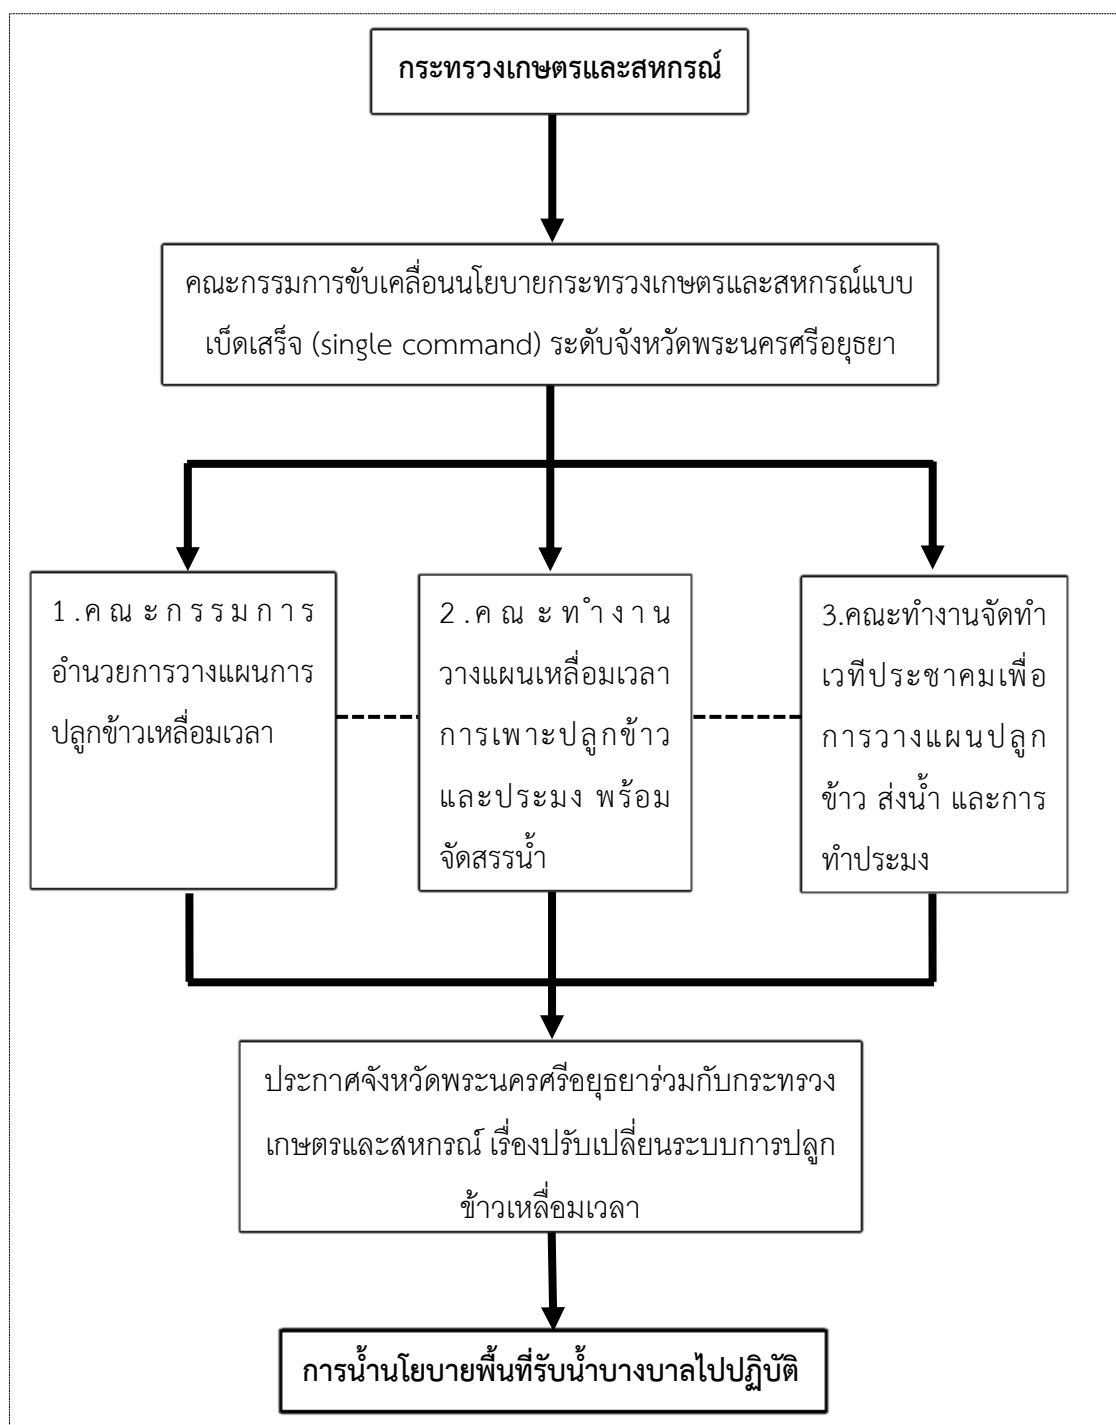 กระทรวงเกษตรและสหกรณ์
คณะกรรมการขับเคลื่อนนโยบายกระทรวงเกษตรและสหกรณ์แบบ
เบ็ดเสร็จ (single command) ระดับจังหวัดพระนครศรีอยุธยา
1.คณะกรรมการ
อำนวยการวางแผนการ
ปลูกข้าวเหลื่อมเวลา
2.คณะทำงาน
วางแผนเหลื่อมเวลา
การเพาะปลูกข้าว
และประมง พร้อม
จัดสรรน้ำ
3.คณะทำงานจัดทำ
เวทีประชาคมเพื่อ
การวางแผนปลูก
ข้าว ส่งน้ำ และการ
ทำประมง
ประกาศจังหวัดพระนครศรีอยุธยาร่วมกับกระทรวง
เกษตรและสหกรณ์ เรื่องปรับเปลี่ยนระบบการปลูก
ข้าวเหลื่อมเวลา
การน้ำนโยบายพื้นที่รับน้ำบางบาลไปปฏิบัติ